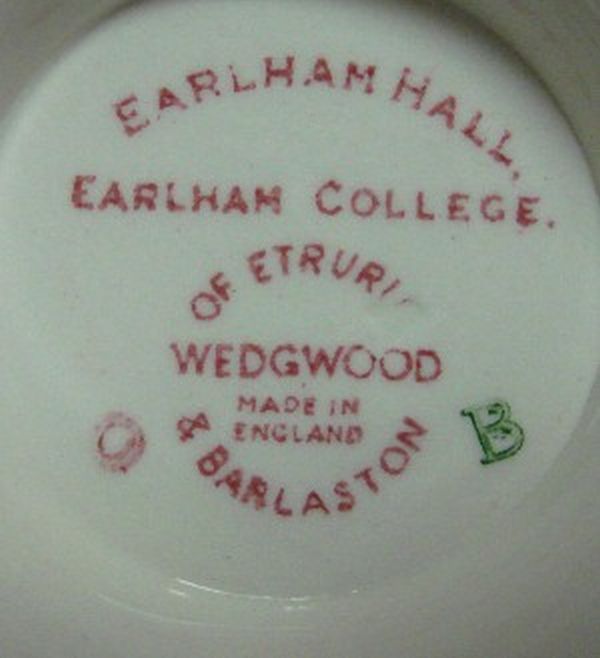 EARLHAM HALL,
EARLHAM COLLEGE.
OF ETRURI
WEDGWOOD
MADE IN
ENGLAND
& BARLASTON
O
B